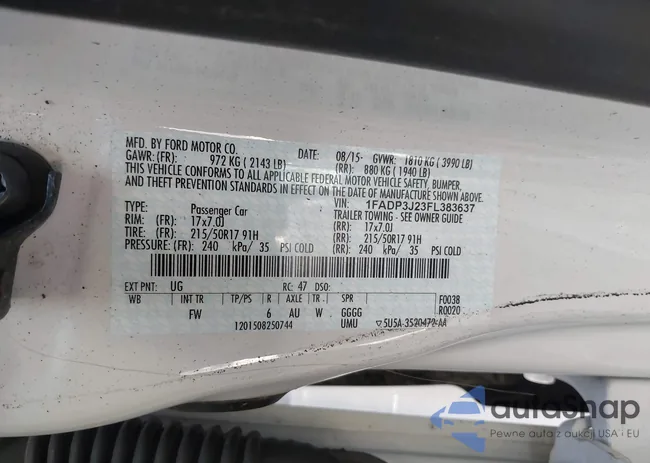 MFD. BY FORD MOTOR CO. DATE: 08/15 GVWR: 1810 KG ( 3990 LB)
GAWR: (FR): 972 KG ( 2143 LB) (RR): 880 KG ( 1940 LB)
THIS VEHICLE CONFORMS TO ALL APPLICABLE FEDERAL MOTOR VEHICLE SAFETY, BUMPER,
AND THEFT PREVENTION STANDARDS IN EFFECT ON THE DATE OF MANUFACTURE SHOWN ABOVE.
VIN: 1FADP3J23FL383637
TYPE: Passenger Car TRAILER TOWING - SEE OWNER GUIDE
RIM: (FR): 17x7.0J (RR): 17x7.0J
TIRE: (FR): 215/50R17 91H (RR): 215/50R17 91H
PRESSURE: (FR): 240 kPa/ 35 PSI COLD (RR): 240 kPa/ 35 PSI COLD
EXT PNT: UG RC: 47 DSO: F0038
WB INT TR TP/PS R AXLE TR SPR R0020
FW 6 AU W GGGG
1201508250744 UMU ▽ 5U5A-3520472-AA
autoSnap
Pewne auto z aukcji USA i EU